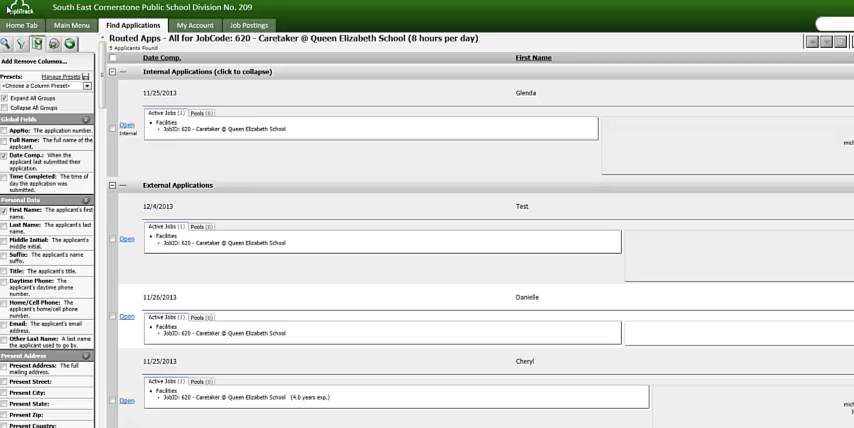 South East Cornerstone Public School Division No. 209
Home Tab Main Menu Find Applications My Account Job Postings
Routed Apps - All for JobCode: 620 - Caretaker @ Queen Elizabeth School (8 hours per day)
5 Applicants Found
Add Remove Columns...
Date Comp. First Name
Presets: Manage Presets
<Choose a Column Preset>
Internal Applications (click to collapse)
Expand All Groups
Collapse All Groups
11/25/2013 Glenda
Global Fields
Active Jobs (1) Pools (0)
Facilities
JobID: 620 - Caretaker @ Queen Elizabeth School
Open
Internal
mich
AppNo: The application number.
Full Name: The full name of the
applicant.
Date Comp.: When the
applicant last submitted their
application.
Time Completed: The time of
day the application was
submitted.
External Applications
Personal Data
12/4/2013 Test
First Name: The applicant's first
name.
Last Name: The applicant's last
name.
Middle Initial: The applicant's
middle initial.
Suffix: The applicant's name
suffix.
Title: The applicant's title.
Daytime Phone: The
applicant's daytime phone
number.
Home/Cell Phone: The
applicant's home/cell phone
number.
Email: The applicant's email
address.
Other Last Name: A last name
the applicant used to go by.
Active Jobs (1) Pools (0)
Facilities
Open
JobID: 620 - Caretaker @ Queen Elizabeth School
11/26/2013 Danielle
Active Jobs (1) Pools (0)
Open
Facilities
JobID: 620 - Caretaker @ Queen Elizabeth School
Present Address
Present Address: The full
mailing address.
Present Street:
Present City:
Present State:
Present Zip:
Present Country:
11/25/2013 Cheryl
Active Jobs (1) Pools (0)
Facilities
JobID: 620 - Caretaker @ Queen Elizabeth School (4.0 years exp.)
Open
mich